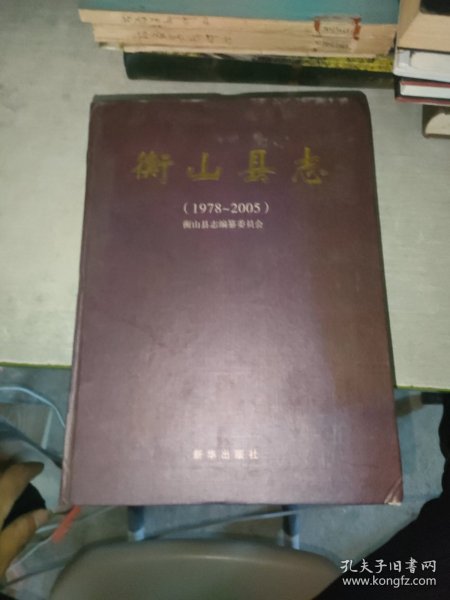 衡山县志
(1978~2005)
衡山县志编纂委员会
新华出版社
孔夫子旧书网
www.kongfz.com